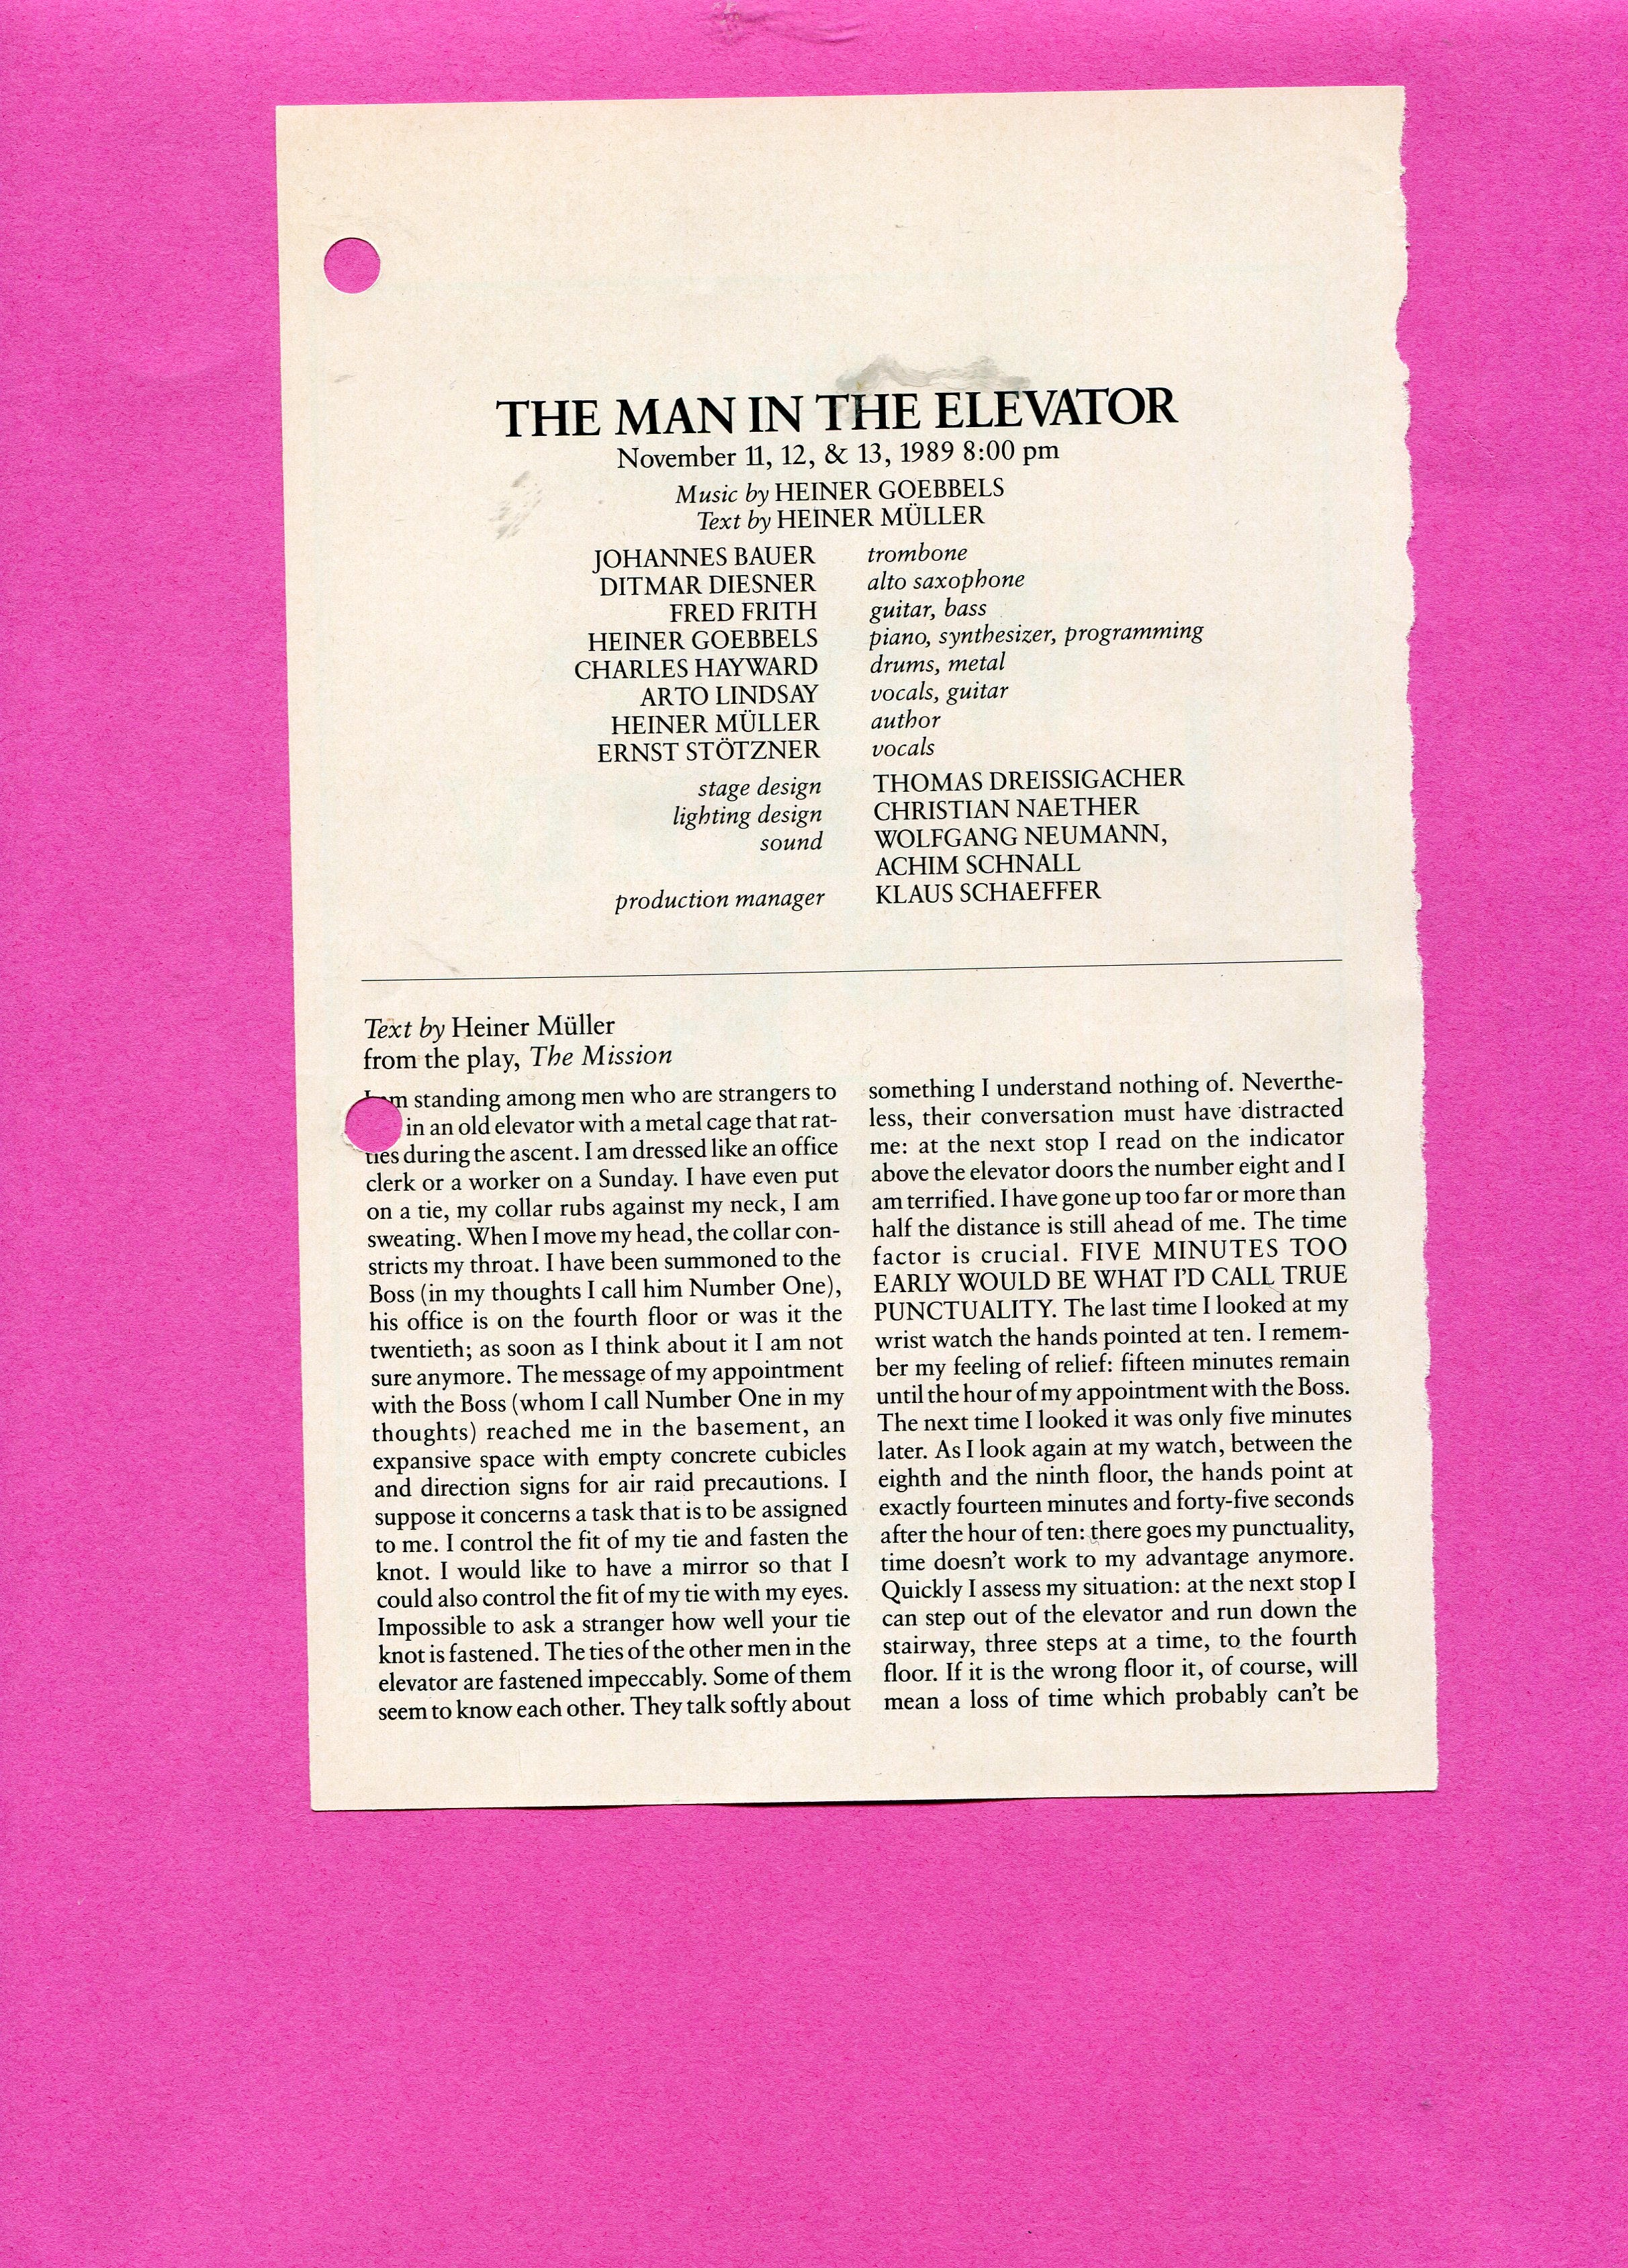 THE MAN IN THE ELEVATOR
November 11, 12, & 13, 1989 8:00 pm
Music by HEINER GOEBBELS
Text by HEINER MÜLLER
JOHANNES BAUER trombone
DITMAR DIESNER alto saxophone
FRED FRITH guitar, bass
HEINER GOEBBELS piano, synthesizer, programming
CHARLES HAYWARD drums, metal
ARTO LINDSAY vocals, guitar
HEINER MÜLLER author
ERNST STÖTZNER vocals
stage design THOMAS DREISSIGACHER
lighting design CHRISTIAN NAETHER
sound WOLFGANG NEUMANN,
ACHIM SCHNALL
production manager KLAUS SCHAEFFER
Text by Heiner Müller
from the play, The Mission
I am standing among men who are strangers to
in an old elevator with a metal cage that rat-
tles during the ascent. I am dressed like an office
clerk or a worker on a Sunday. I have even put
on a tie, my collar rubs against my neck, I am
sweating. When I move my head, the collar con-
stricts my throat. I have been summoned to the
Boss (in my thoughts I call him Number One),
his office is on the fourth floor or was it the
twentieth; as soon as I think about it I am not
sure anymore. The message of my appointment
with the Boss (whom I call Number One in my
thoughts) reached me in the basement, an
expansive space with empty concrete cubicles
and direction signs for air raid precautions. I
suppose it concerns a task that is to be assigned
to me. I control the fit of my tie and fasten the
knot. I would like to have a mirror so that I
could also control the fit of my tie with my eyes.
Impossible to ask a stranger how well your tie
knot is fastened. The ties of the other men in the
elevator are fastened impeccably. Some of them
seem to know each other. They talk softly about
something I understand nothing of. Neverthe-
less, their conversation must have distracted
me: at the next stop I read on the indicator
above the elevator doors the number eight and I
am terrified. I have gone up too far or more than
half the distance is still ahead of me. The time
factor is crucial. FIVE MINUTES TOO
EARLY WOULD BE WHAT I'D CALL TRUE
PUNCTUALITY. The last time I looked at my
wrist watch the hands pointed at ten. I remem-
ber my feeling of relief: fifteen minutes remain
until the hour of my appointment with the Boss.
The next time I looked it was only five minutes
later. As I look again at my watch, between the
eighth and the ninth floor, the hands point at
exactly fourteen minutes and forty-five seconds
after the hour of ten: there goes my punctuality,
time doesn't work to my advantage anymore.
Quickly I assess my situation: at the next stop I
can step out of the elevator and run down the
stairway, three steps at a time, to the fourth
floor. If it is the wrong floor it, of course, will
mean a loss of time which probably can't be